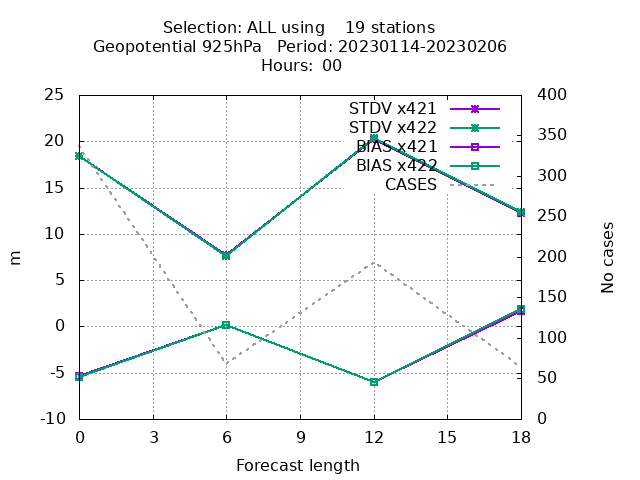 Selection: ALL using    19 stations
Geopotential 925hPa   Period: 20230114-20230206
Hours: 00
25
20
15
10
5
0
-5
-10
m
400
350
300
250
200
150
100
50
0
No cases
STDV x421
STDV x422
BIAS x421
BIAS x422
CASES
0 3 6 9 12 15 18
Forecast length